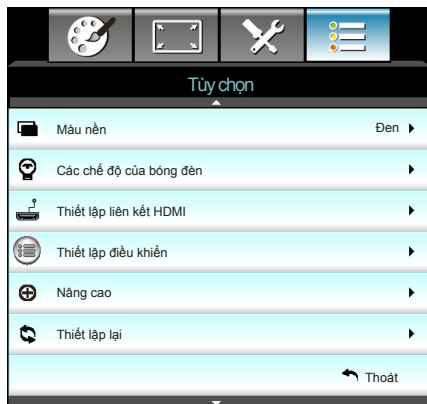 Tùy chọn
Màu nền Đen
Các chế độ của bóng đèn
Thiết lập liên kết HDMI
Thiết lập điều khiển
Nâng cao
Thiết lập lại
Thoát